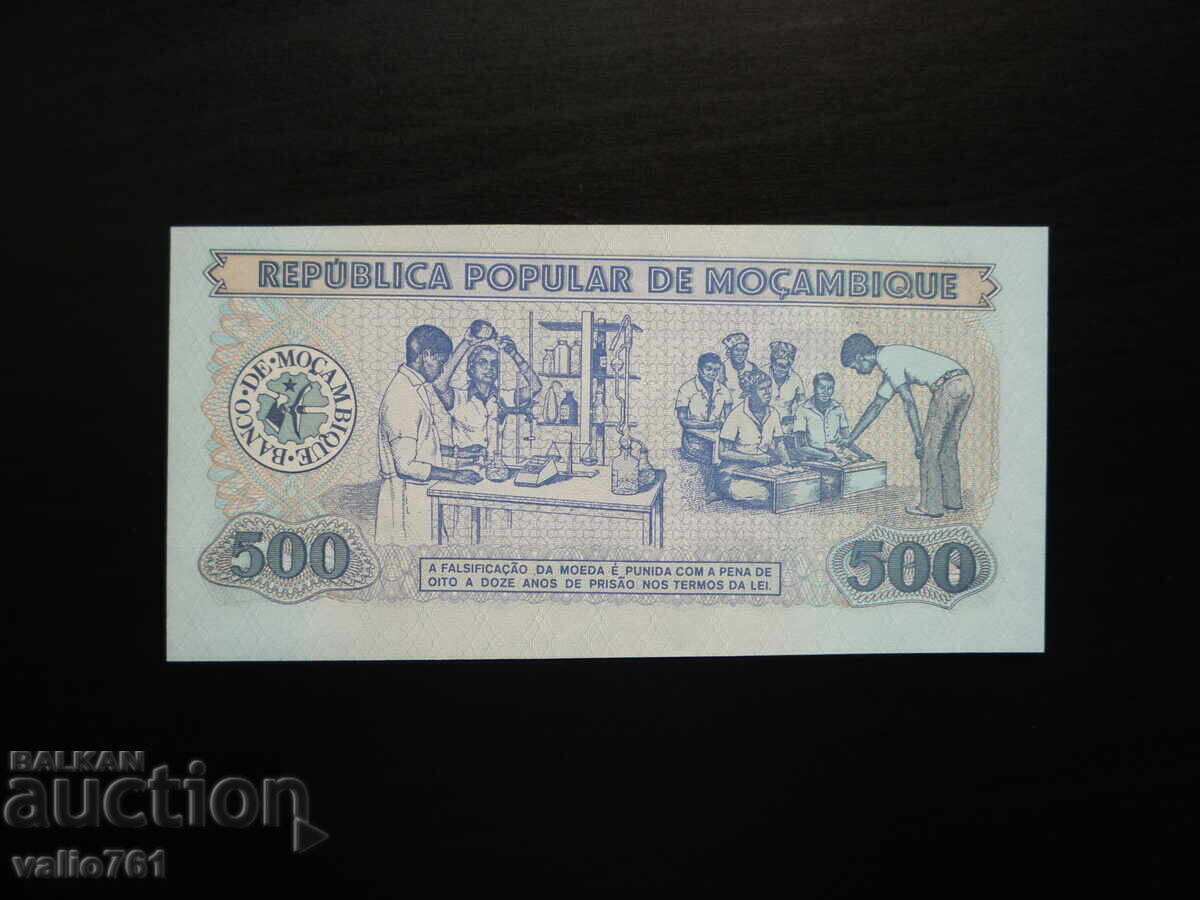 REPÚBLICA POPULAR DE MOÇAMBIQUE
BANCO·DE·MOÇAMBIQUE·
500
500
A FALSIFICAÇÃO DA MOEDA É PUNIDA COM A PENA DE
OITO A DOZE ANOS DE PRISÃO NOS TERMOS DA LEI.
BALKAN
auction
valio761